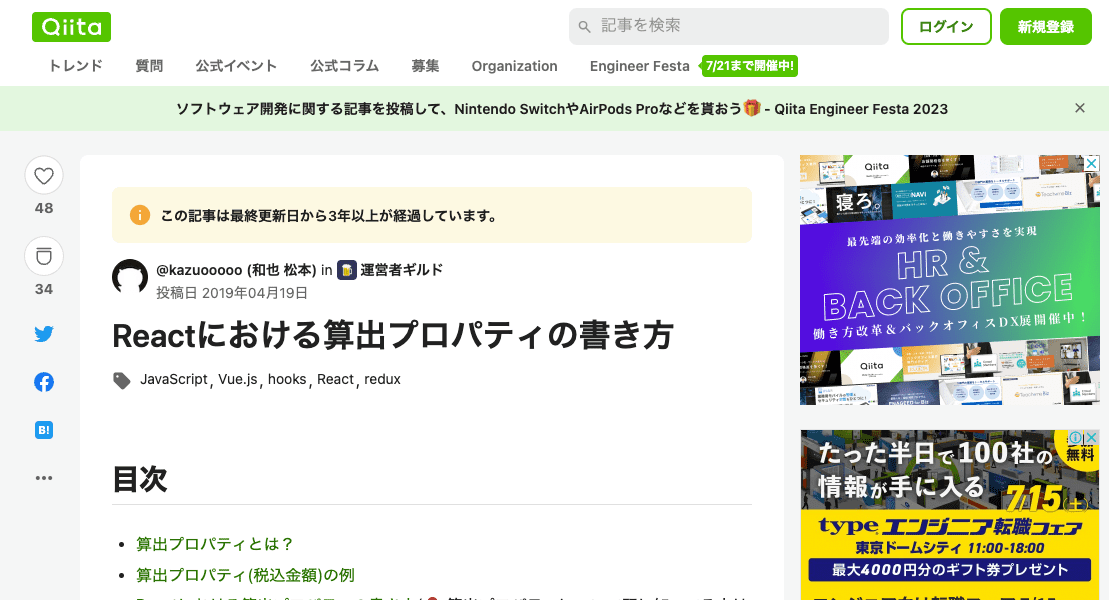 Qiita
記事を検索
ログイン
新規登録
トレンド 質問 公式イベント 公式コラム 募集 Organization Engineer Festa 7/21まで開催中!
ソフトウェア開発に関する記事を投稿して、Nintendo SwitchやAirPods Proなどを貰おう🎁 - Qiita Engineer Festa 2023
48
34
B!
この記事は最終更新日から3年以上が経過しています。
@kazuooooo (和也 松本) in 運営者ギルド
投稿日 2019年04月19日
Reactにおける算出プロパティの書き方
JavaScript, Vue.js, hooks, React, redux
目次
算出プロパティとは？
算出プロパティ(税込金額)の例
Qiita
寝ろ。
NAVI
最先端の効率化と働きやすさを実現
HR &
BACK OFFICE
働き方改革&バックオフィスDX展開催中！
Qiita
たった半日で100社の
情報が手に入る
無料
7.15(土)
type エンジニア転職フェア
東京ドームシティ 11:00-18:00
最大4000円分のギフト券プレゼント